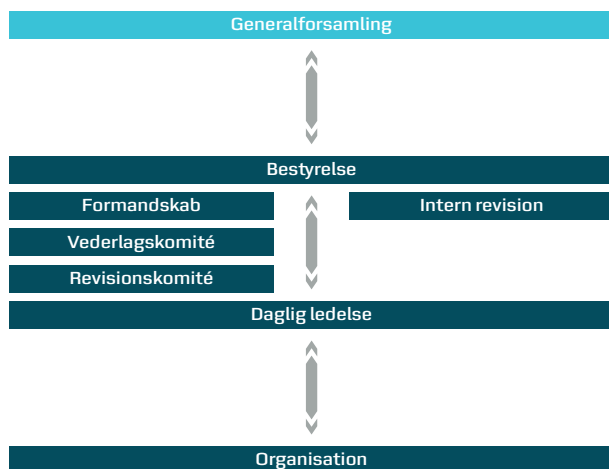 Generalforsamling
Bestyrelse
Formandskab
Intern revision
Vederlagskomité
Revisionskomité
Daglig ledelse
Organisation